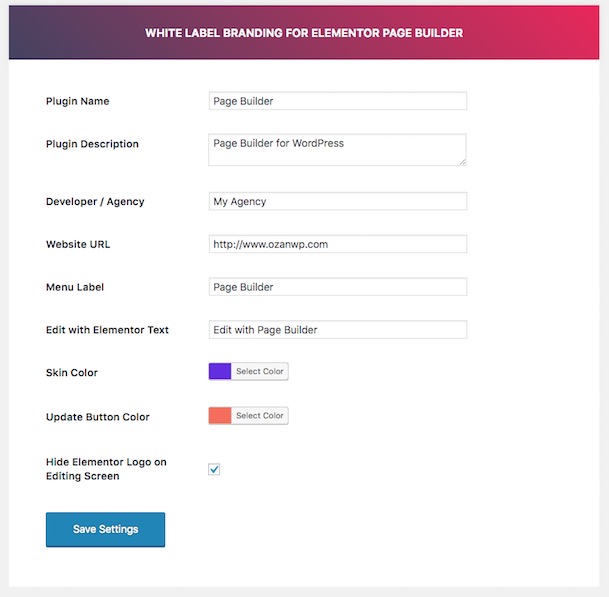 WHITE LABEL BRANDING FOR ELEMENTOR PAGE BUILDER
Plugin Name
Page Builder
Plugin Description
Page Builder for WordPress
Developer / Agency
My Agency
Website URL
http://www.ozanwp.com
Menu Label
Page Builder
Edit with Elementor Text
Edit with Page Builder
Skin Color
Select Color
Update Button Color
Select Color
Hide Elementor Logo on
Editing Screen
Save Settings